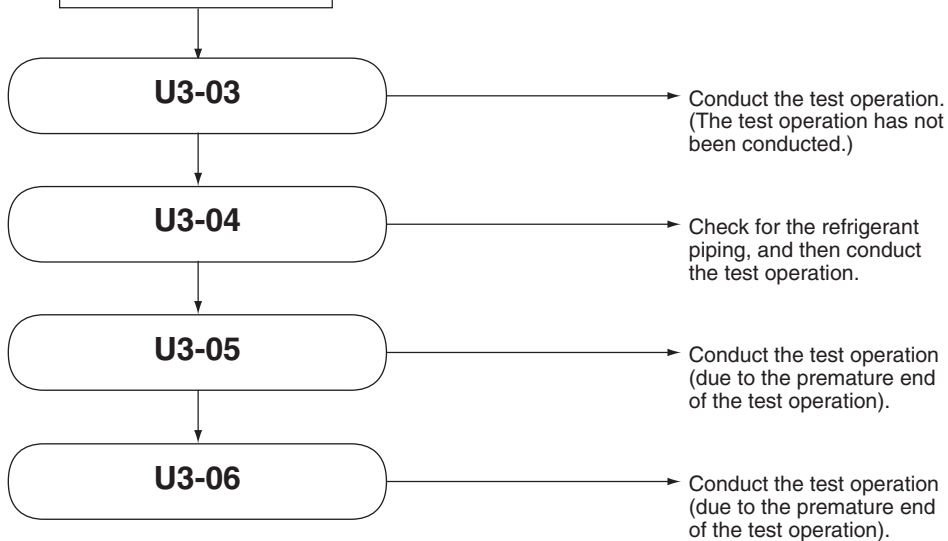 U3-03
Conduct the test operation.
(The test operation has not
been conducted.)
U3-04
Check for the refrigerant
piping, and then conduct
the test operation.
U3-05
Conduct the test operation
(due to the premature end
of the test operation).
U3-06
Conduct the test operation
(due to the premature end
of the test operation).